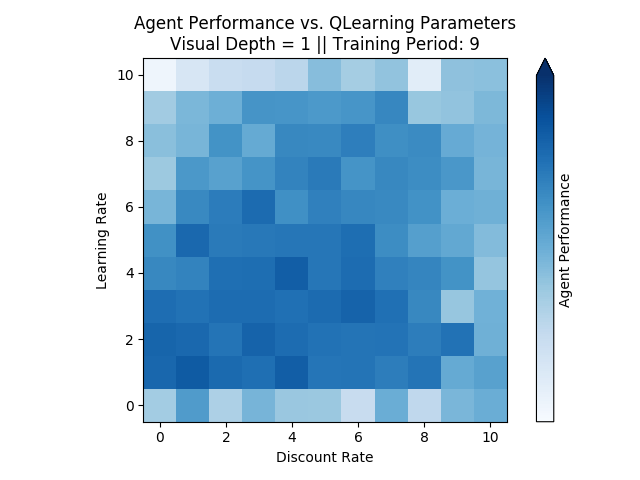 Agent Performance vs. QLearning Parameters
Visual Depth = 1 || Training Period: 9
10
8
6
4
2
0
Learning Rate
0 2 4 6 8 10
Discount Rate
Agent Performance